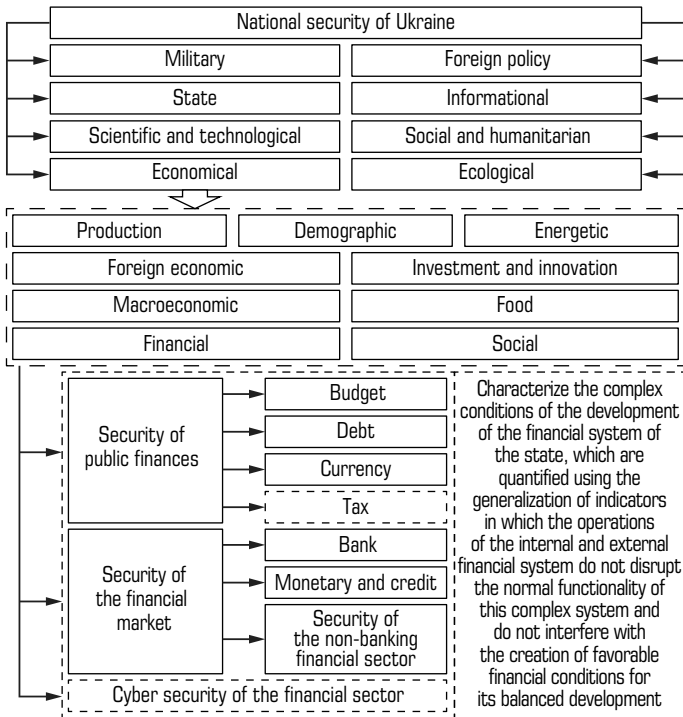 National security of Ukraine
Military
Foreign policy
State
Informational
Scientific and technological
Social and humanitarian
Economical
Ecological
Production
Demographic
Energetic
Foreign economic
Investment and innovation
Macroeconomic
Food
Financial
Social
Security of
public finances
Budget
Debt
Currency
Tax
Security of
the financial
market
Bank
Monetary and credit
Security of
the non-banking
financial sector
Cyber security of the financial sector
Characterize the complex
conditions of the development
of the financial system of
the state, which are
quantified using the
generalization of indicators
in which the operations
of the internal and external
financial system do not disrupt
the normal functionality of
this complex system and
do not interfere with
the creation of favorable
financial conditions for
its balanced development